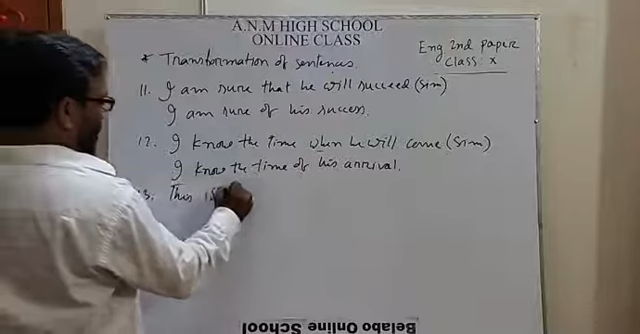 A.N.M HIGH SCHOOL
ONLINE CLASS
Eng 2nd paper
Class: X
* Transformation of sentences.
11. I am sure that he will succeed (Sim)
I am sure of his success.
12. I know the time when he will come (Sim)
I know the time of his arrival.
13. This is
Belabo Online School